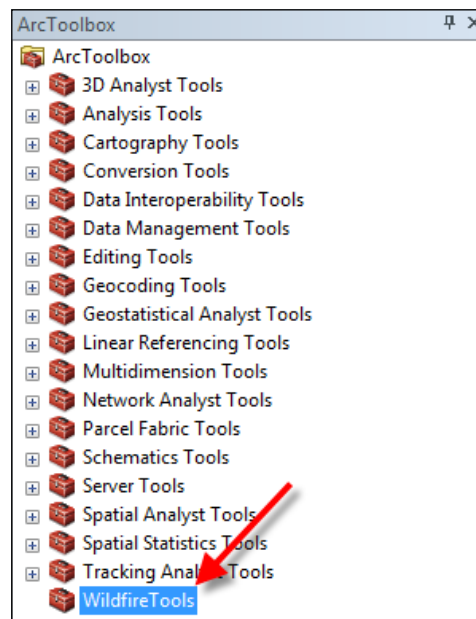 ArcToolbox
ArcToolbox
3D Analyst Tools
Analysis Tools
Cartography Tools
Conversion Tools
Data Interoperability Tools
Data Management Tools
Editing Tools
Geocoding Tools
Geostatistical Analyst Tools
Linear Referencing Tools
Multidimension Tools
Network Analyst Tools
Parcel Fabric Tools
Schematics Tools
Server Tools
Spatial Analyst Tools
Spatial Statistics Tools
Tracking Analyst Tools
WildfireTools